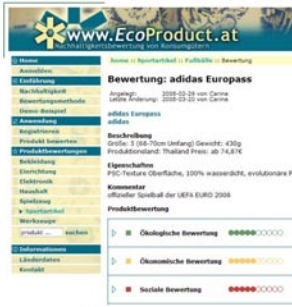 www.EcoProduct.at
Nachhaltigkeitsbewertung von Konsumgütern
Home
Anmelden
Einführung
Nachhaltigkeit
Bewertungsmethode
Demo-Beispiel
Anwendung
Registrieren
Produkt bewerten
Produktbewertungen
Bekleidung
Einrichtung
Elektronik
Haushalt
Spielzeug
Sportartikel
Werkzeuge
produkt ... suchen
Informationen
Länderdaten
Kontakt
home :: Sportartikel :: Fußbälle :: Bewertung
Bewertung: adidas Europass
Angelegt: 2008-02-29 von Carine
Letzte Änderung: 2008-03-20 von Carine
adidas Europass
adidas
Beschreibung
Größe: 5 (68-70cm Umfang) Gewicht: 430g
Produktionsland: Thailand Preis: ab 74,87€
Eigenschaften
PSC-Texture Oberfläche, 100% wasserdicht, evolutionäre P
Kommentar
offizieller Spielball der UEFA EURO 2008
Produktbewertung
Ökologische Bewertung
Ökonomische Bewertung
Soziale Bewertung